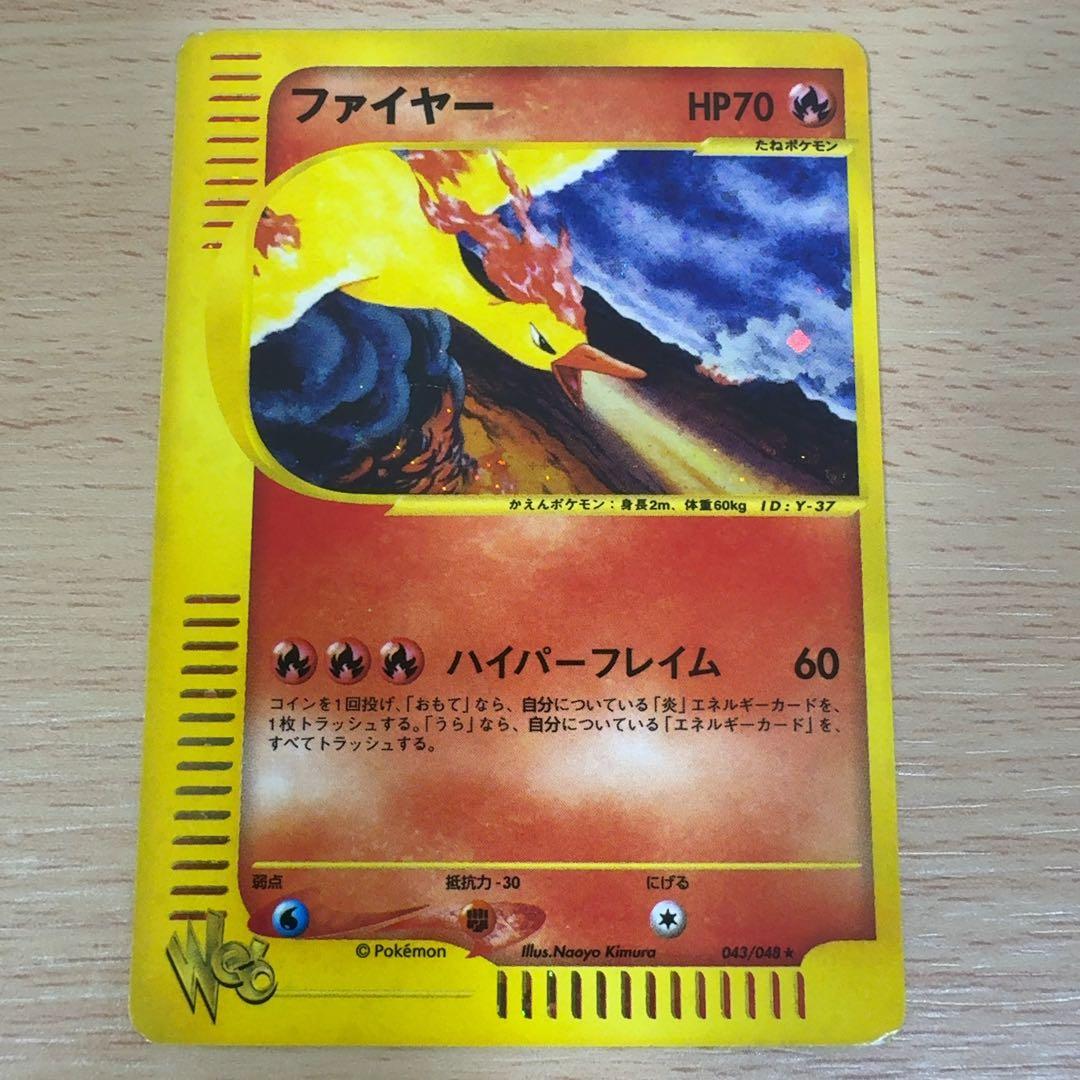 ファイヤー HP70
たねポケモン
かえんポケモン：身長2m、体重60kg ID：Y-37
ハイパーフレイム 60
コインを1回投げ、「おもて」なら、自分についている「炎」エネルギーカードを、
1枚トラッシュする。「うら」なら、自分についている「エネルギーカード」を、
すべてトラッシュする。
弱点 抵抗力-30 にげる
© Pokémon Illus.Naoyo Kimura 043/048★
Web